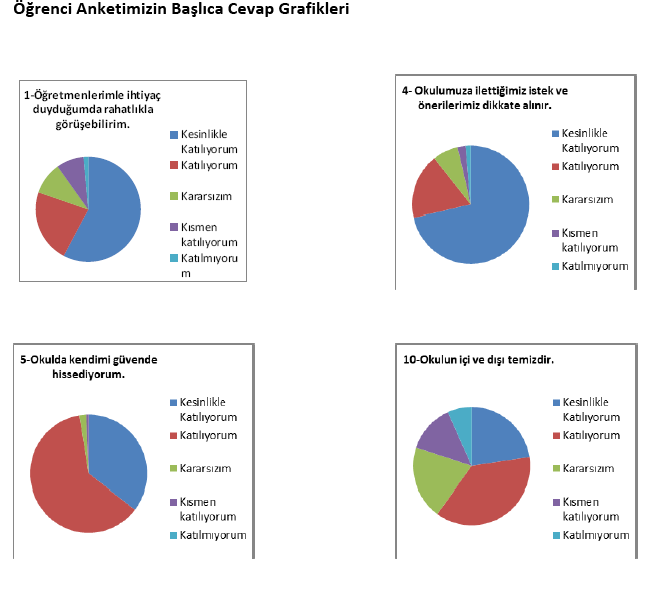 Öğrenci Anketimizin Başlıca Cevap Grafikleri
1-Öğretmenlerimle ihtiyaç
duyduğumda rahatlıkla
görüşebilirim.
Kesinlikle
Katılıyorum
Katılıyorum
Kararsızım
Kısmen
katılıyorum
Katılmıyoru
m
4- Okulumuza ilettiğimiz istek ve
önerilerimiz dikkate alınır.
Kesinlikle
Katılıyorum
Katılıyorum
Kararsızım
Kısmen
katılıyorum
Katılmıyorum
5-Okulda kendimi güvende
hissediyorum.
Kesinlikle
Katılıyorum
Katılıyorum
Kararsızım
Kısmen
katılıyorum
Katılmıyorum
10-Okulun içi ve dışı temizdir.
Kesinlikle
Katılıyorum
Katılıyorum
Kararsızım
Kısmen
katılıyorum
Katılmıyorum